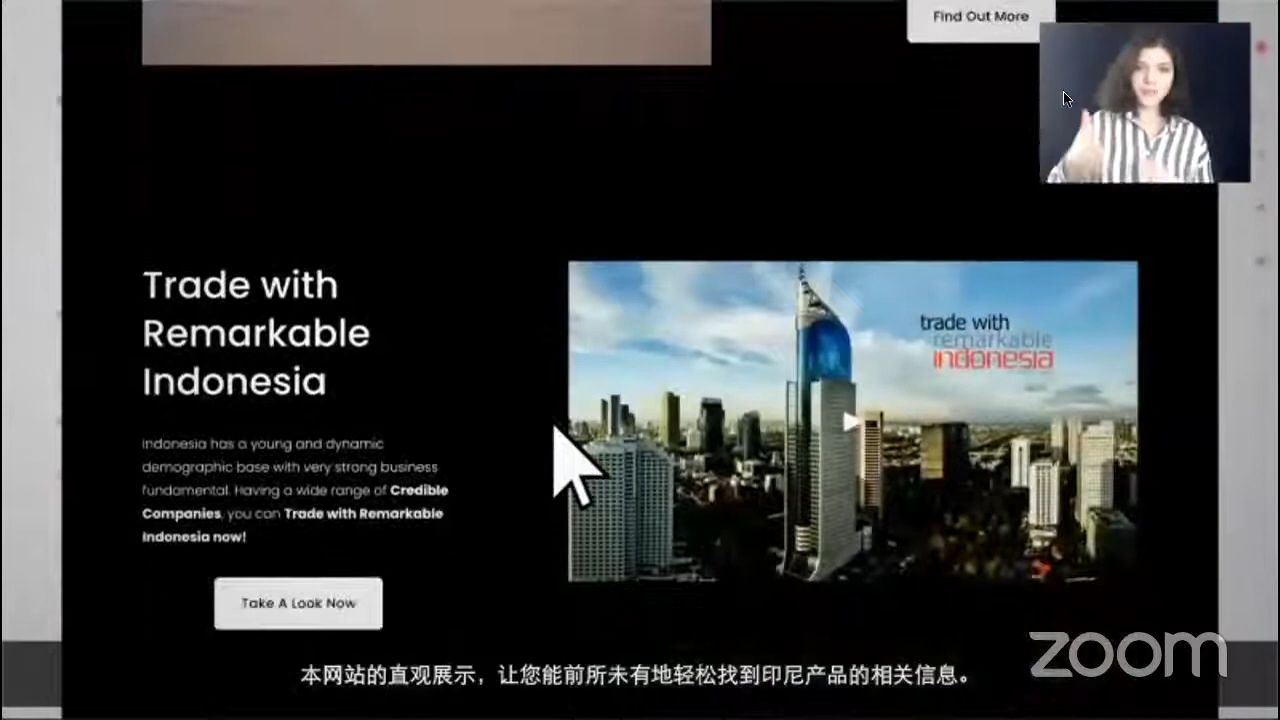 Find Out More
Trade with
Remarkable
Indonesia
trade with
remarkable
indonesia
Indonesia has a young and dynamic
demographic base with very strong business
fundamental. Having a wide range of Credible
Companies, you can Trade with Remarkable
Indonesia now!
Take A Look Now
本网站的直观展示，让您能前所未有地轻松找到印尼产品的相关信息。
zoom